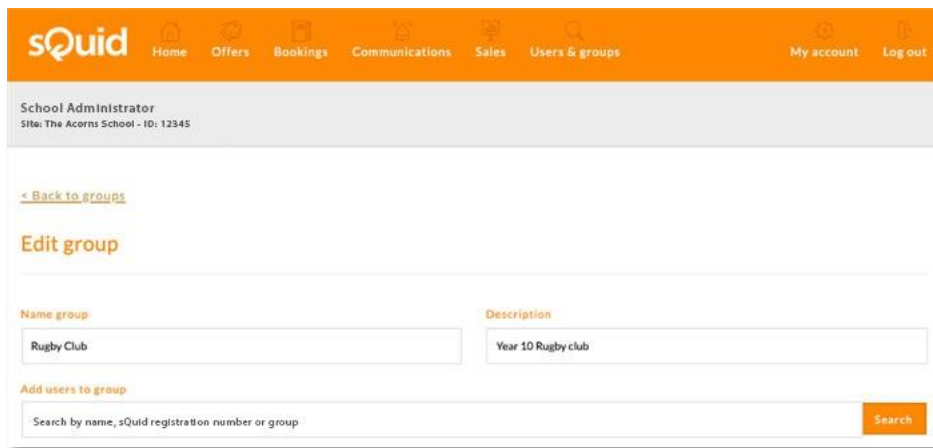 sQuid
Home Offers Bookings Communications Sales Users & groups My account Log out
School Administrator
Site: The Acorns School - ID: 12345
< Back to groups
Edit group
Name group Description
Rugby Club Year 10 Rugby club
Add users to group
Search by name, sQuid registration number or group Search